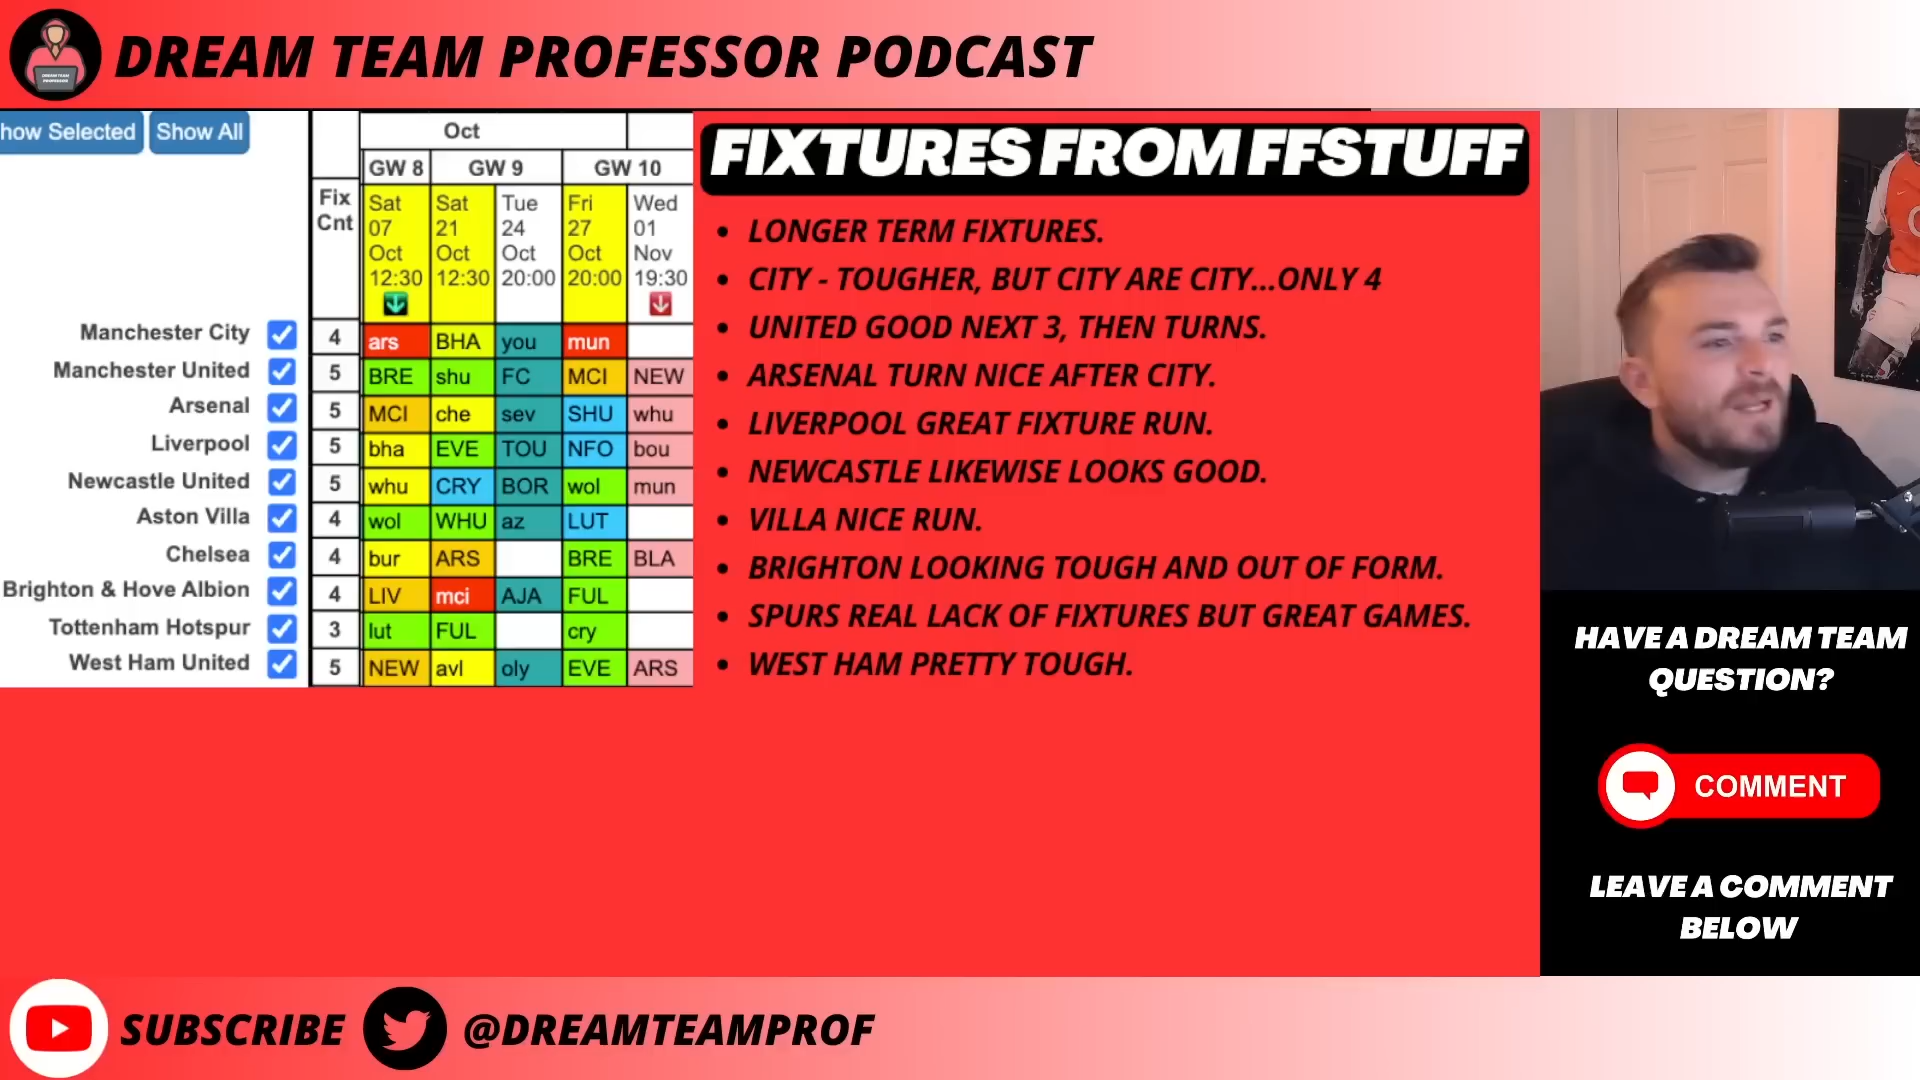 DREAM TEAM PROFESSOR PODCAST
how Selected Show All
Oct
GW 8 GW 9 GW 10
Fix Cnt
Sat 07 Oct 12:30
Sat 21 Oct 12:30
Tue 24 Oct 20:00
Fri 27 Oct 20:00
Wed 01 Nov 19:30
Manchester City 4 ars BHA you mun
Manchester United 5 BRE shu FC MCI NEW
Arsenal 5 MCI che sev SHU whu
Liverpool 5 bha EVE TOU NFO bou
Newcastle United 5 whu CRY BOR wol mun
Aston Villa 4 wol WHU az LUT
Chelsea 4 bur ARS BRE BLA
Brighton & Hove Albion 4 LIV mci AJA FUL
Tottenham Hotspur 3 lut FUL cry
West Ham United 5 NEW avl oly EVE ARS
FIXTURES FROM FFSTUFF
• LONGER TERM FIXTURES.
• CITY - TOUGHER, BUT CITY ARE CITY...ONLY 4
• UNITED GOOD NEXT 3, THEN TURNS.
• ARSENAL TURN NICE AFTER CITY.
• LIVERPOOL GREAT FIXTURE RUN.
• NEWCASTLE LIKEWISE LOOKS GOOD.
• VILLA NICE RUN.
• BRIGHTON LOOKING TOUGH AND OUT OF FORM.
• SPURS REAL LACK OF FIXTURES BUT GREAT GAMES.
• WEST HAM PRETTY TOUGH.
HAVE A DREAM TEAM
QUESTION?
COMMENT
LEAVE A COMMENT
BELOW
SUBSCRIBE
@DREAMTEAMPROF